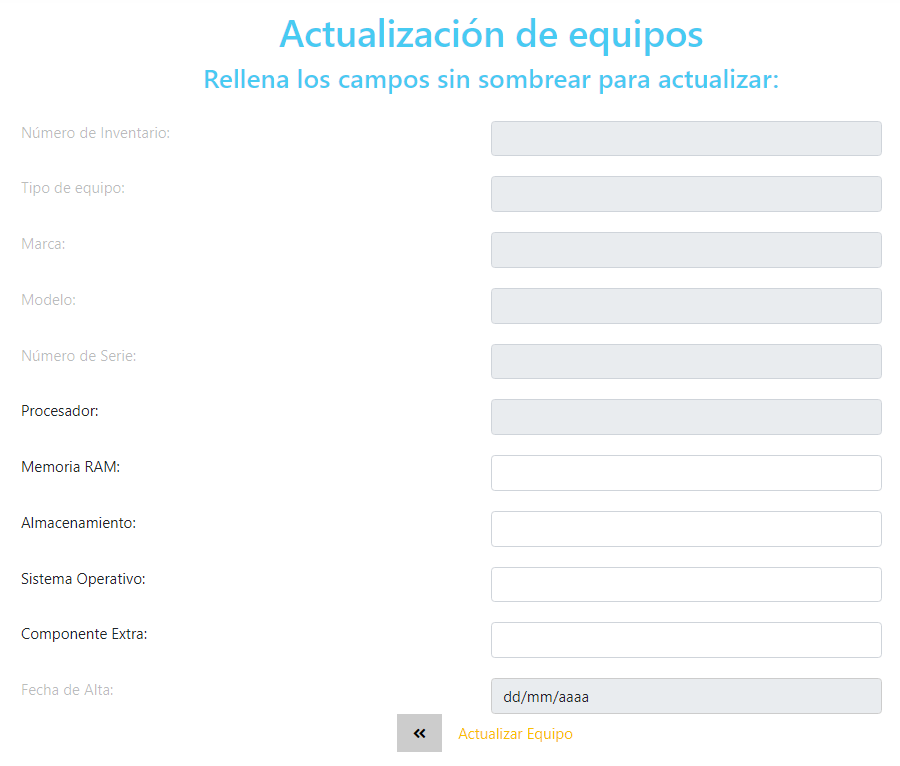 Actualización de equipos
Rellena los campos sin sombrear para actualizar:
Número de Inventario:
Tipo de equipo:
Marca:
Modelo:
Número de Serie:
Procesador:
Memoria RAM:
Almacenamiento:
Sistema Operativo:
Componente Extra:
Fecha de Alta: dd/mm/aaaa
« Actualizar Equipo